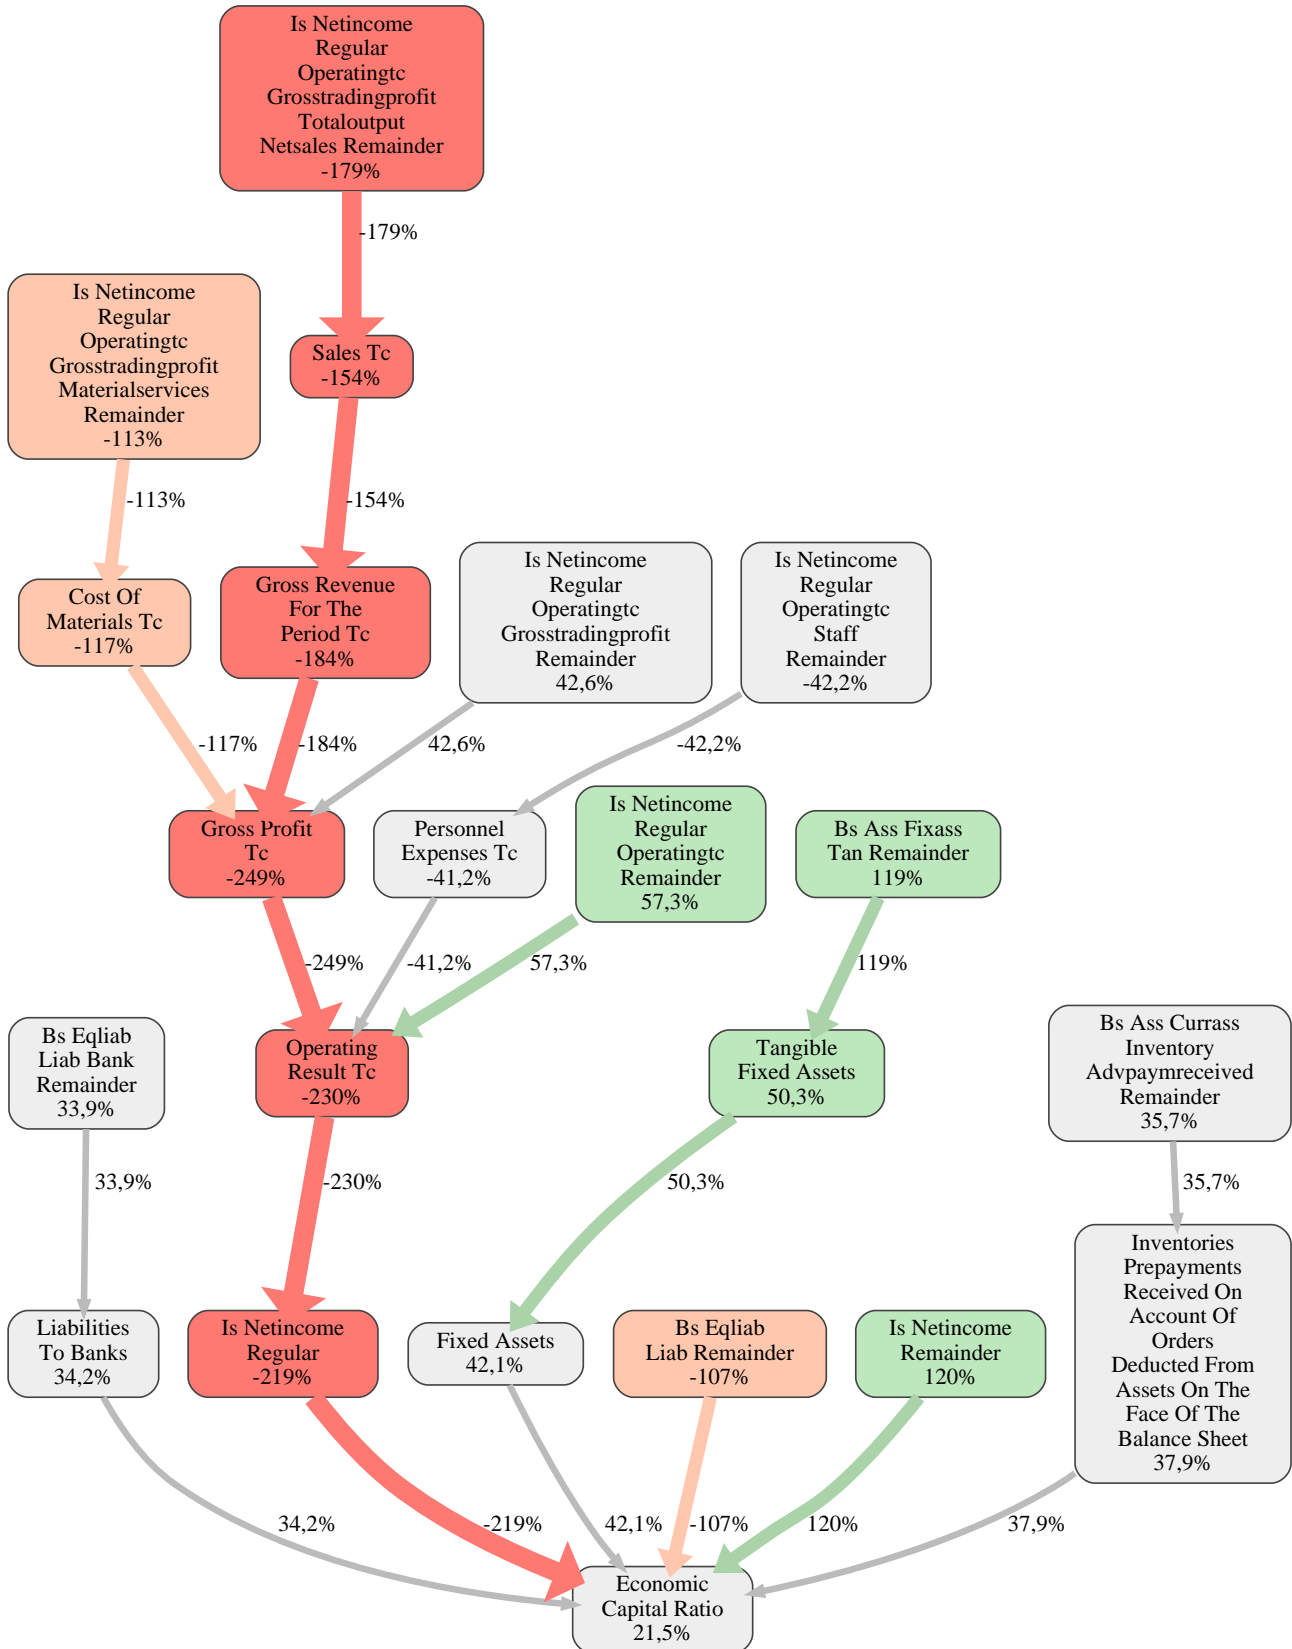 Is Netincome
Regular
Operatingtc
Grosstradingprofit
Totaloutput
Netsales Remainder
-179%
-179%
Is Netincome
Regular
Operatingtc
Grosstradingprofit
Materialservices
Remainder
-113%
Sales Tc
-154%
-113%
-154%
Cost Of
Materials Tc
-117%
Gross Revenue
For The
Period Tc
-184%
Is Netincome
Regular
Operatingtc
Grosstradingprofit
Remainder
42,6%
Is Netincome
Regular
Operatingtc
Staff
Remainder
-42,2%
-117%
-184%
42,6%
-42,2%
Gross Profit
Tc
-249%
Personnel
Expenses Tc
-41,2%
Is Netincome
Regular
Operatingtc
Remainder
57,3%
Bs Ass Fixass
Tan Remainder
119%
-249%
-41,2%
57,3%
119%
Bs Eqliab
Liab Bank
Remainder
33,9%
Operating
Result Tc
-230%
Tangible
Fixed Assets
50,3%
Bs Ass Currass
Inventory
Advpaymreceived
Remainder
35,7%
33,9%
-230%
50,3%
35,7%
Liabilities
To Banks
34,2%
Is Netincome
Regular
-219%
Fixed Assets
42,1%
Bs Eqliab
Liab Remainder
-107%
Is Netincome
Remainder
120%
Inventories
Prepayments
Received On
Account Of
Orders
Deducted From
Assets On The
Face Of The
Balance Sheet
37,9%
34,2%
-219%
42,1%
-107%
120%
37,9%
Economic
Capital Ratio
21,5%